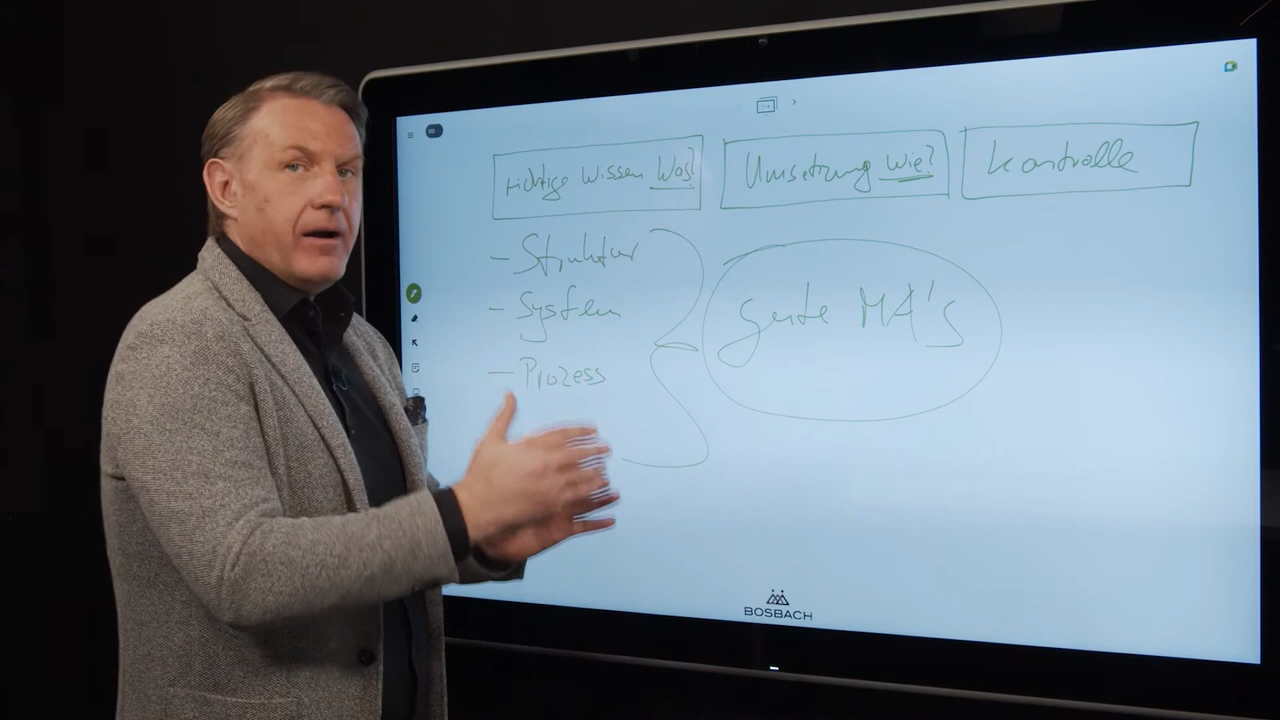 richtige Wissen Was?
Umsetzung Wie?
Kontrolle
- Struktur
- System
- Prozess
gute MA's
BOSBACH